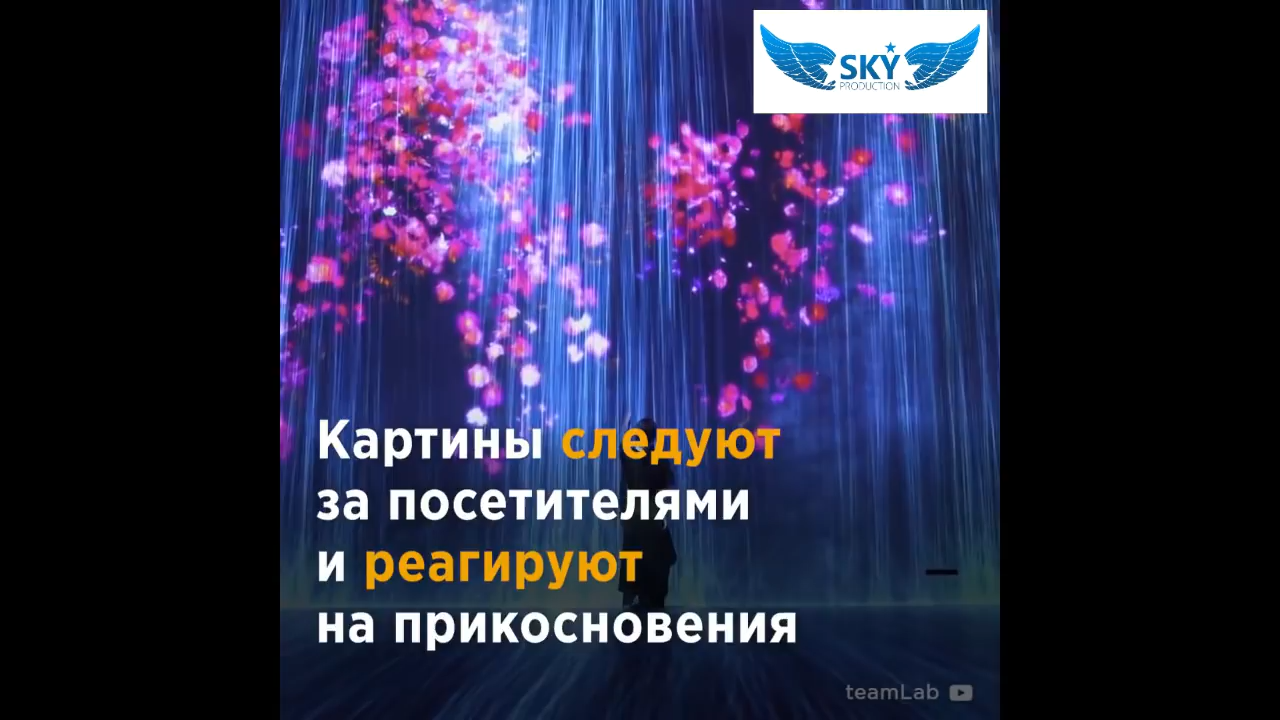 SKY
PRODUCTION
Картины следуют
за посетителями
и реагируют
на прикосновения
teamLab